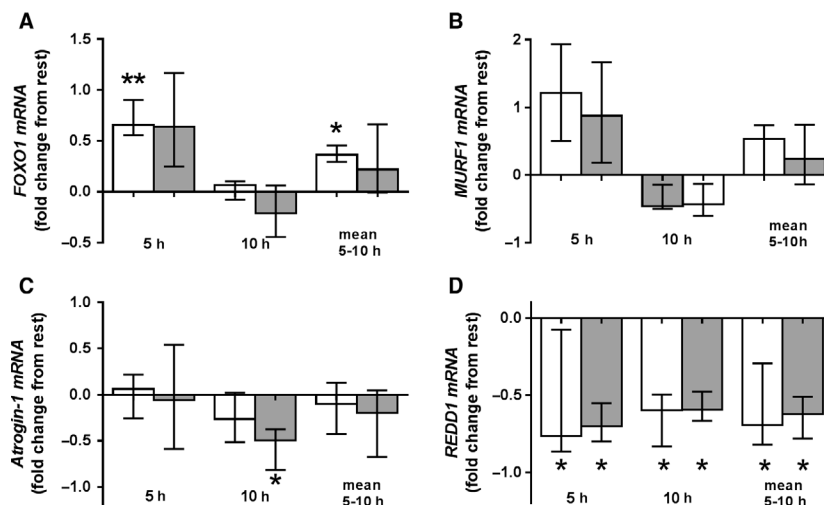 A
FOXO1 mRNA
(fold change from rest)
1.5
1.0
0.5
0.0
–0.5
**
*
5 h
10 h
mean
5-10 h
B
MURF1 mRNA
(fold change from rest)
2
1
0
–1
5 h
10 h
mean
5-10 h
C
Atrogin-1 mRNA
(fold change from rest)
1.0
0.5
0.0
–0.5
–1.0
*
5 h
10 h
mean
5-10 h
D
REDD1 mRNA
(fold change from rest)
0.0
–0.5
–1.0
* * * * * *
5 h
10 h
mean
5-10 h